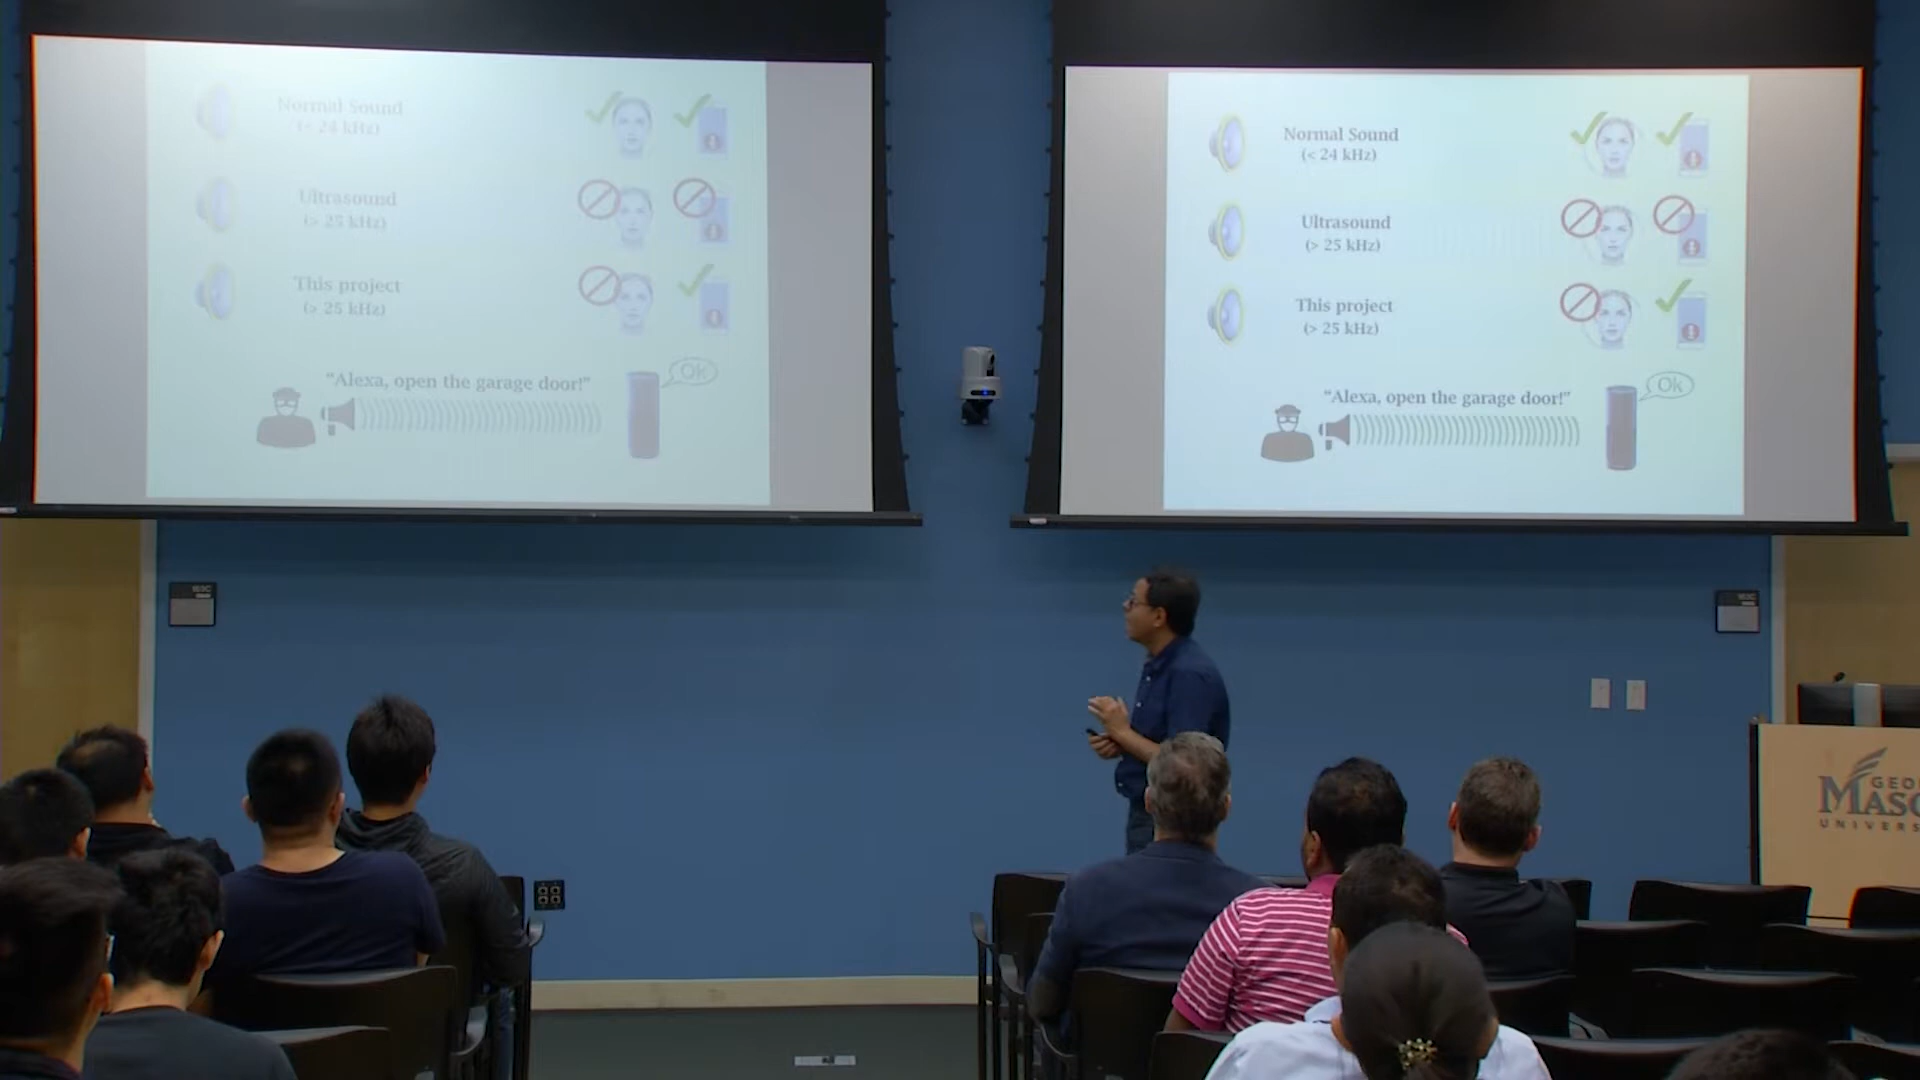 Normal Sound
(< 24 kHz)
Ultrasound
(> 25 kHz)
This project
(> 25 kHz)
"Alexa, open the garage door!"
Ok
Normal Sound
(< 24 kHz)
Ultrasound
(> 25 kHz)
This project
(> 25 kHz)
"Alexa, open the garage door!"
Ok
GEO
MASO
UNIVERS